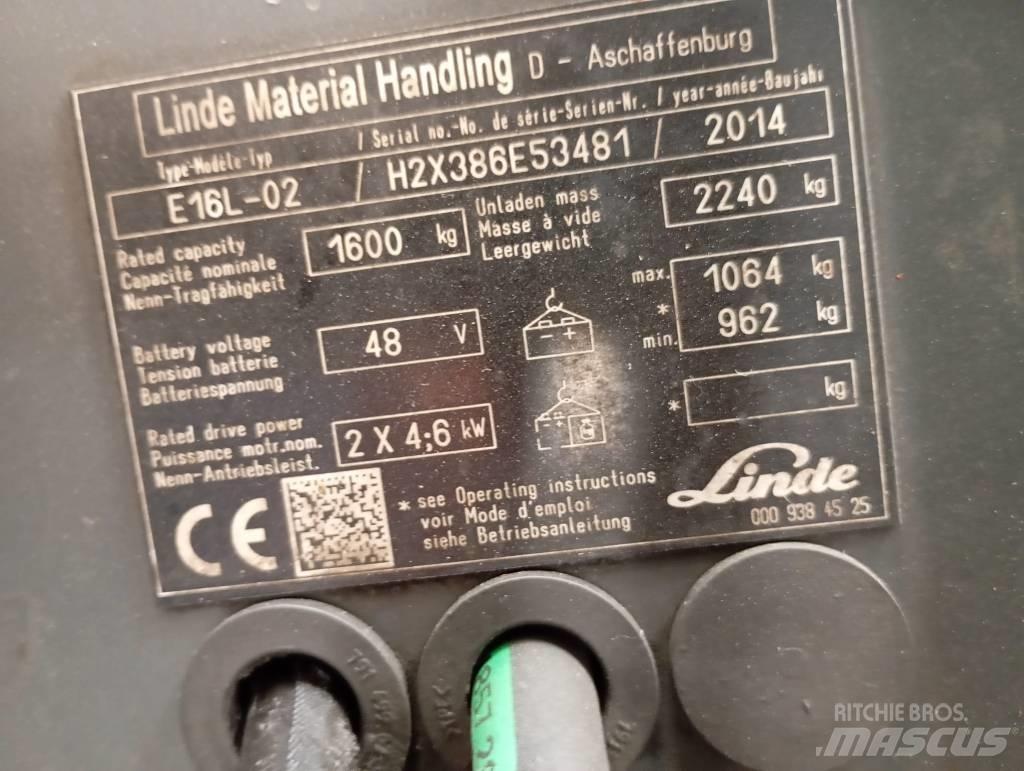 Linde Material Handling D - Aschaffenburg
Type-Modèle-Typ / Serial no.-No. de série-Serien-Nr. / year-année-Baujahr
E16L-02 / H2X386E53481 / 2014
Rated capacity
Capacité nominale
Nenn-Tragfähigkeit
1600 kg
Unladen mass
Masse à vide
Leergewicht
2240 kg
Battery voltage
Tension batterie
Batteriespannung
48 V
max. 1064 kg
*
min. 962 kg
* kg
Rated drive power
Puissance motr.nom.
Nenn-Antriebsleist.
2 X 4;6 kW
CE
* see Operating instructions
voir Mode d'emploi
siehe Betriebsanleitung
Linde
000 938 45 25
RITCHIE BROS.
MASCUS